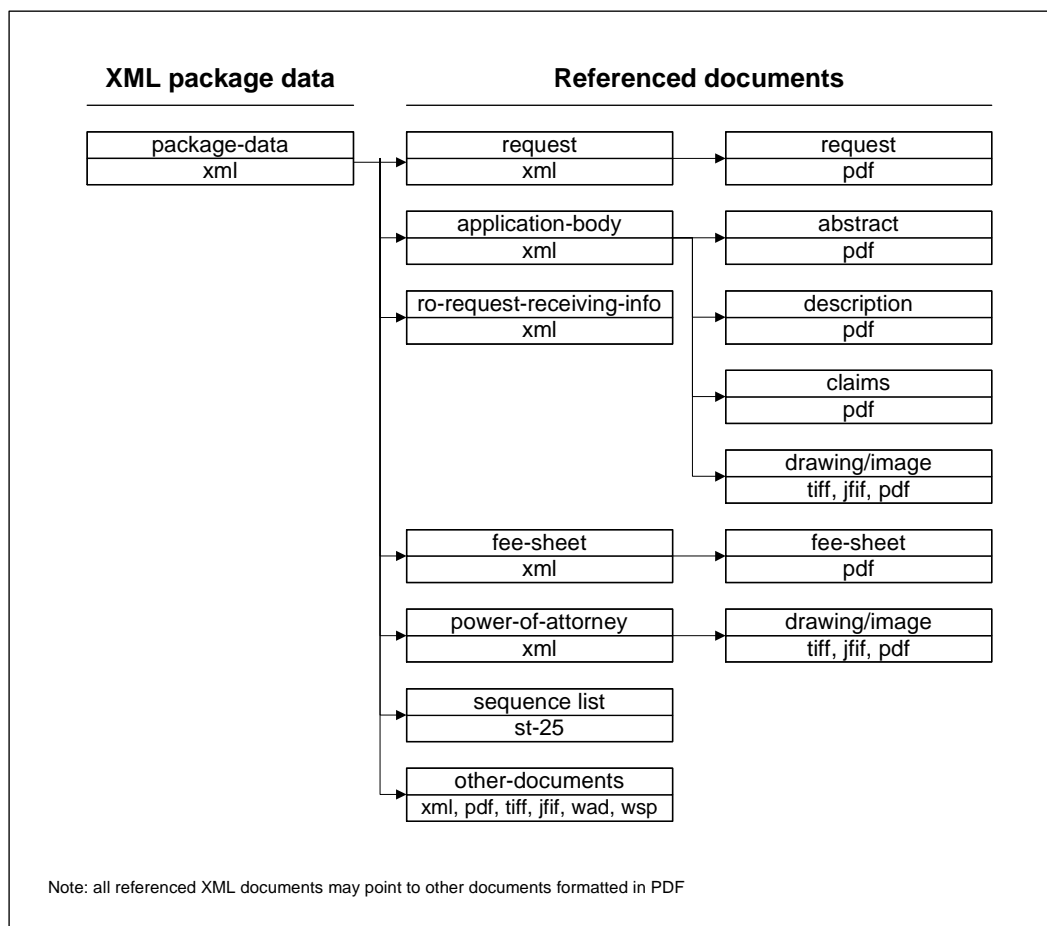 XML package data
Referenced documents
package-data
xml
request
xml
request
pdf
application-body
xml
abstract
pdf
ro-request-receiving-info
xml
description
pdf
claims
pdf
drawing/image
tiff, jfif, pdf
fee-sheet
xml
fee-sheet
pdf
power-of-attorney
xml
drawing/image
tiff, jfif, pdf
sequence list
st-25
other-documents
xml, pdf, tiff, jfif, wad, wsp
Note: all referenced XML documents may point to other documents formatted in PDF